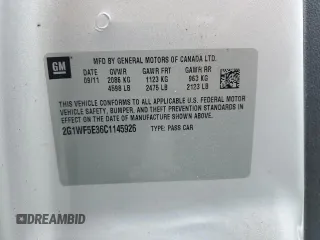 GM
MFD BY GENERAL MOTORS OF CANADA LTD.
DATE GVWR GAWR FRT GAWR RR
09/11 2086 KG 1123 KG 963 KG
4598 LB 2475 LB 2123 LB
THIS VEHICLE CONFORMS TO ALL APPLICABLE U.S. FEDERAL MOTOR
VEHICLE SAFETY, BUMPER, AND THEFT PREVENTION STANDARDS IN EFFECT
ON THE DATE OF MANUFACTURE SHOWN ABOVE.
2G1WF5E36C1145926 TYPE: PASS CAR
DREAMBID